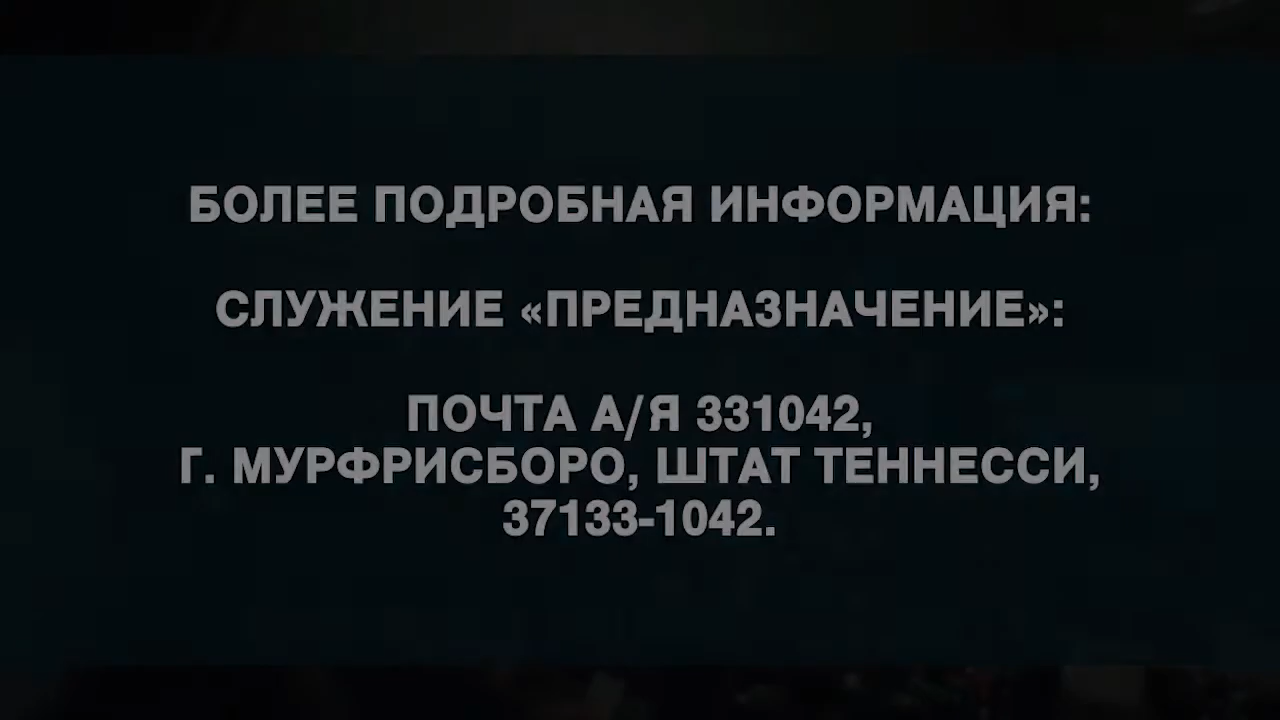 БОЛЕЕ ПОДРОБНАЯ ИНФОРМАЦИЯ:
СЛУЖЕНИЕ «ПРЕДНАЗНАЧЕНИЕ»:
ПОЧТА А/Я 331042,
Г. МУРФРИСБОРО, ШТАТ ТЕННЕССИ,
37133-1042.